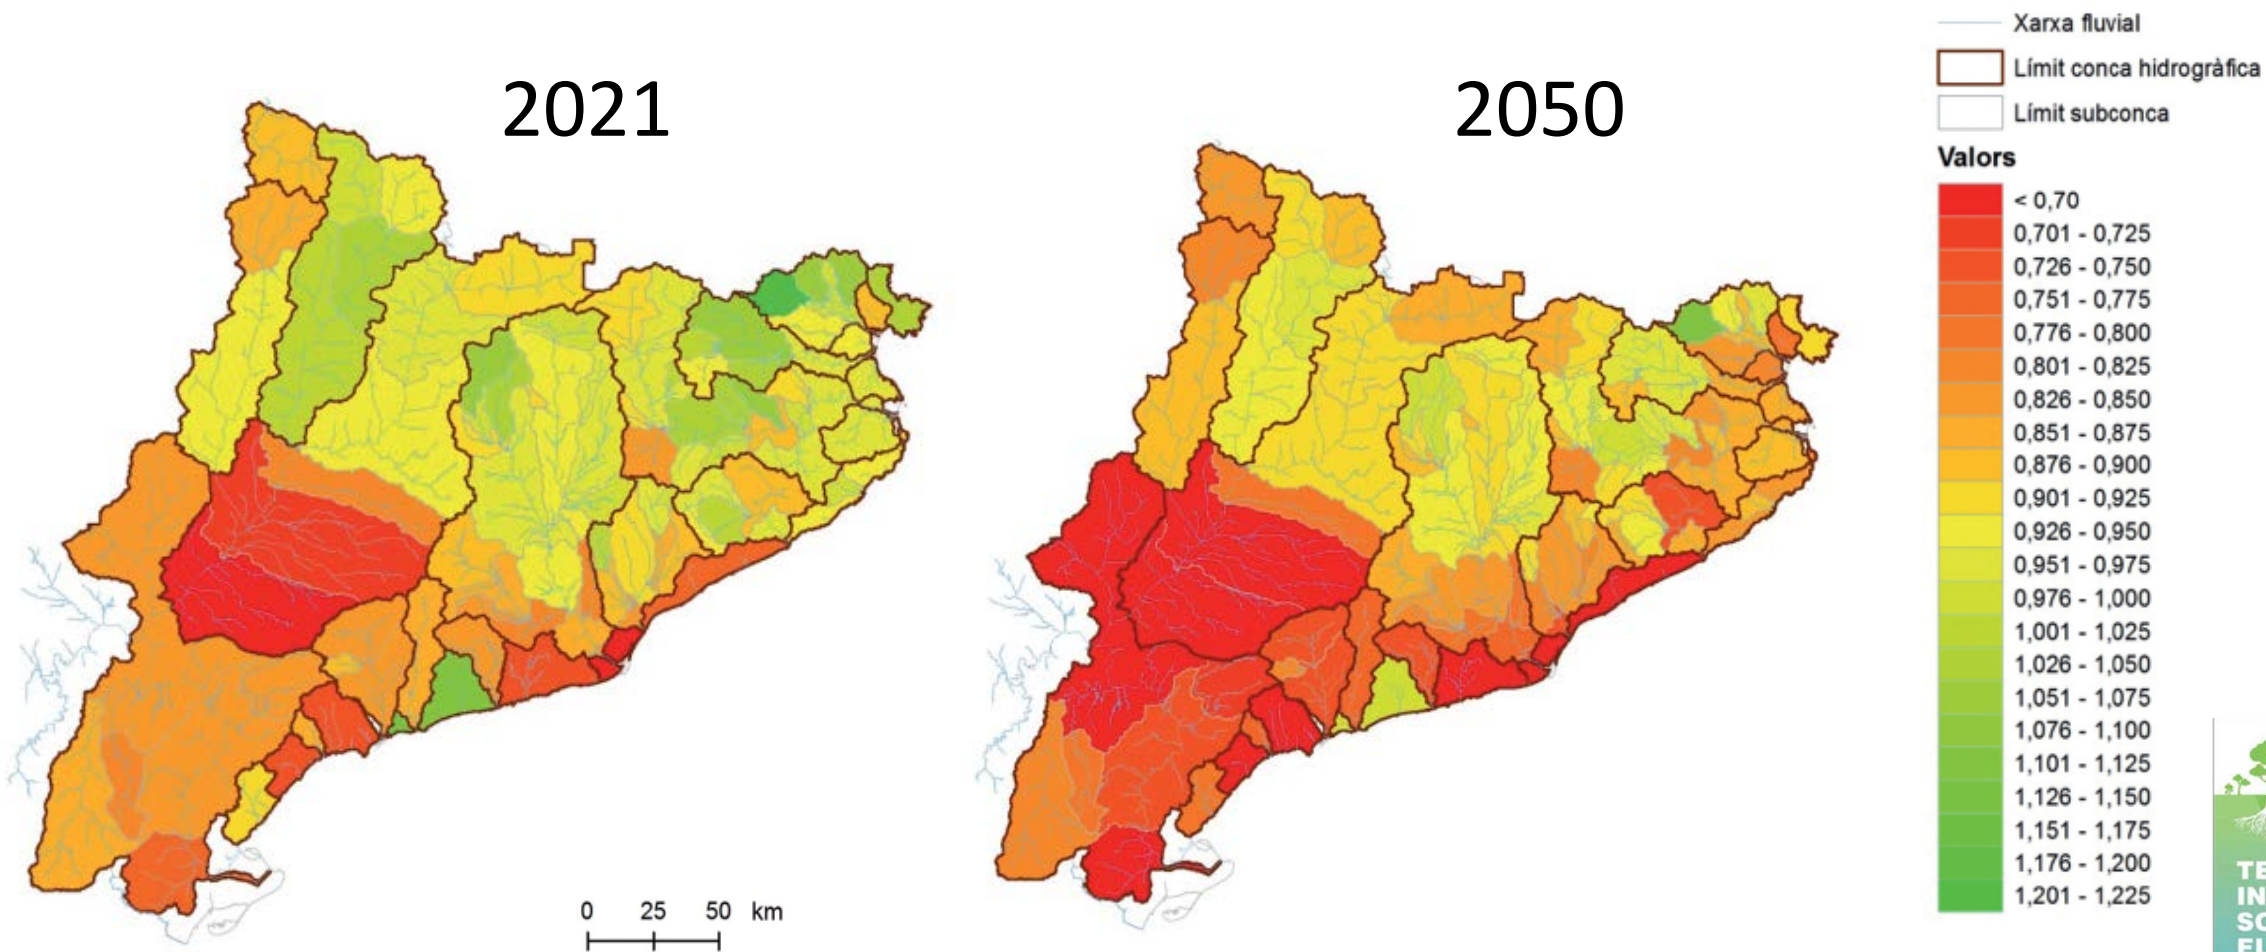 2021
2050
0 25 50 km
Xarxa fluvial
Límit conca hidrogràfica
Límit subconca
Valors
< 0,70
0,701 - 0,725
0,726 - 0,750
0,751 - 0,775
0,776 - 0,800
0,801 - 0,825
0,826 - 0,850
0,851 - 0,875
0,876 - 0,900
0,901 - 0,925
0,926 - 0,950
0,951 - 0,975
0,976 - 1,000
1,001 - 1,025
1,026 - 1,050
1,051 - 1,075
1,076 - 1,100
1,101 - 1,125
1,126 - 1,150
1,151 - 1,175
1,176 - 1,200
1,201 - 1,225